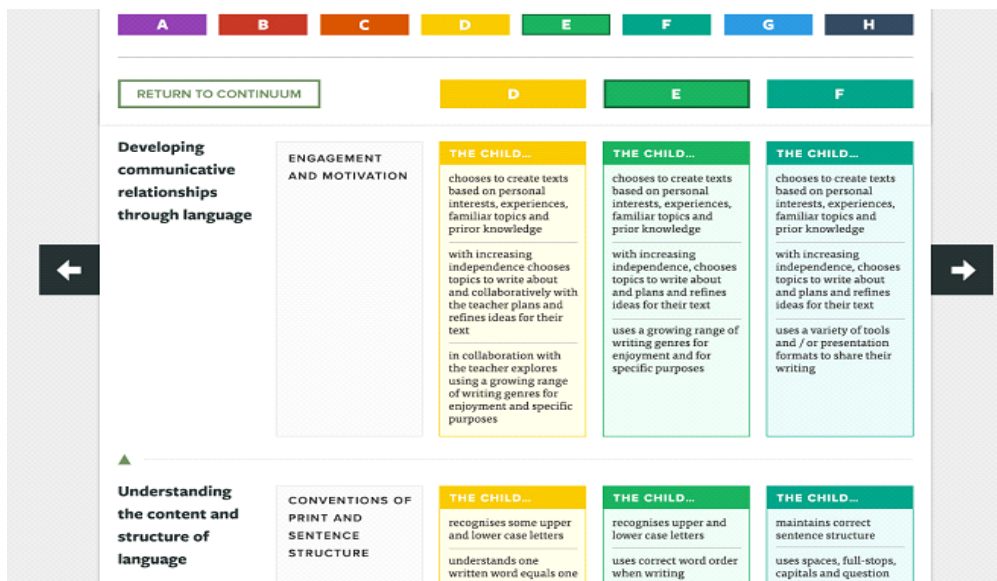 A B C D E F G H
RETURN TO CONTINUUM
D E F
Developing
communicative
relationships
through language
ENGAGEMENT
AND MOTIVATION
THE CHILD...
chooses to create texts
based on personal
interests, experiences,
familiar topics and
priror knowledge
with increasing
independence chooses
topics to write about
and collaboratively with
the teacher plans and
refines ideas for their
text
in collaboration with
the teacher explores
using a growing range
of writing genres for
enjoyment and specific
purposes
THE CHILD...
chooses to create texts
based on personal
interests, experiences,
familiar topics and
prior knowledge
with increasing
independence, chooses
topics to write about
and plans and refines
ideas for their text
uses a growing range of
writing genres for
enjoyment and for
specific purposes
THE CHILD...
chooses to create texts
based on personal
interests, experiences,
familiar topics and
prior knowledge
with increasing
independence, chooses
topics to write about
and plans and refines
ideas for their text
uses a variety of tools
and / or presentation
formats to share their
writing
Understanding
the content and
structure of
language
CONVENTIONS OF
PRINT AND
SENTENCE
STRUCTURE
THE CHILD...
recognises some upper
and lower case letters
understands one
written word equals one
THE CHILD...
recognises upper and
lower case letters
uses correct word order
when writing
THE CHILD...
maintains correct
sentence structure
uses spaces, full-stops,
capitals and question